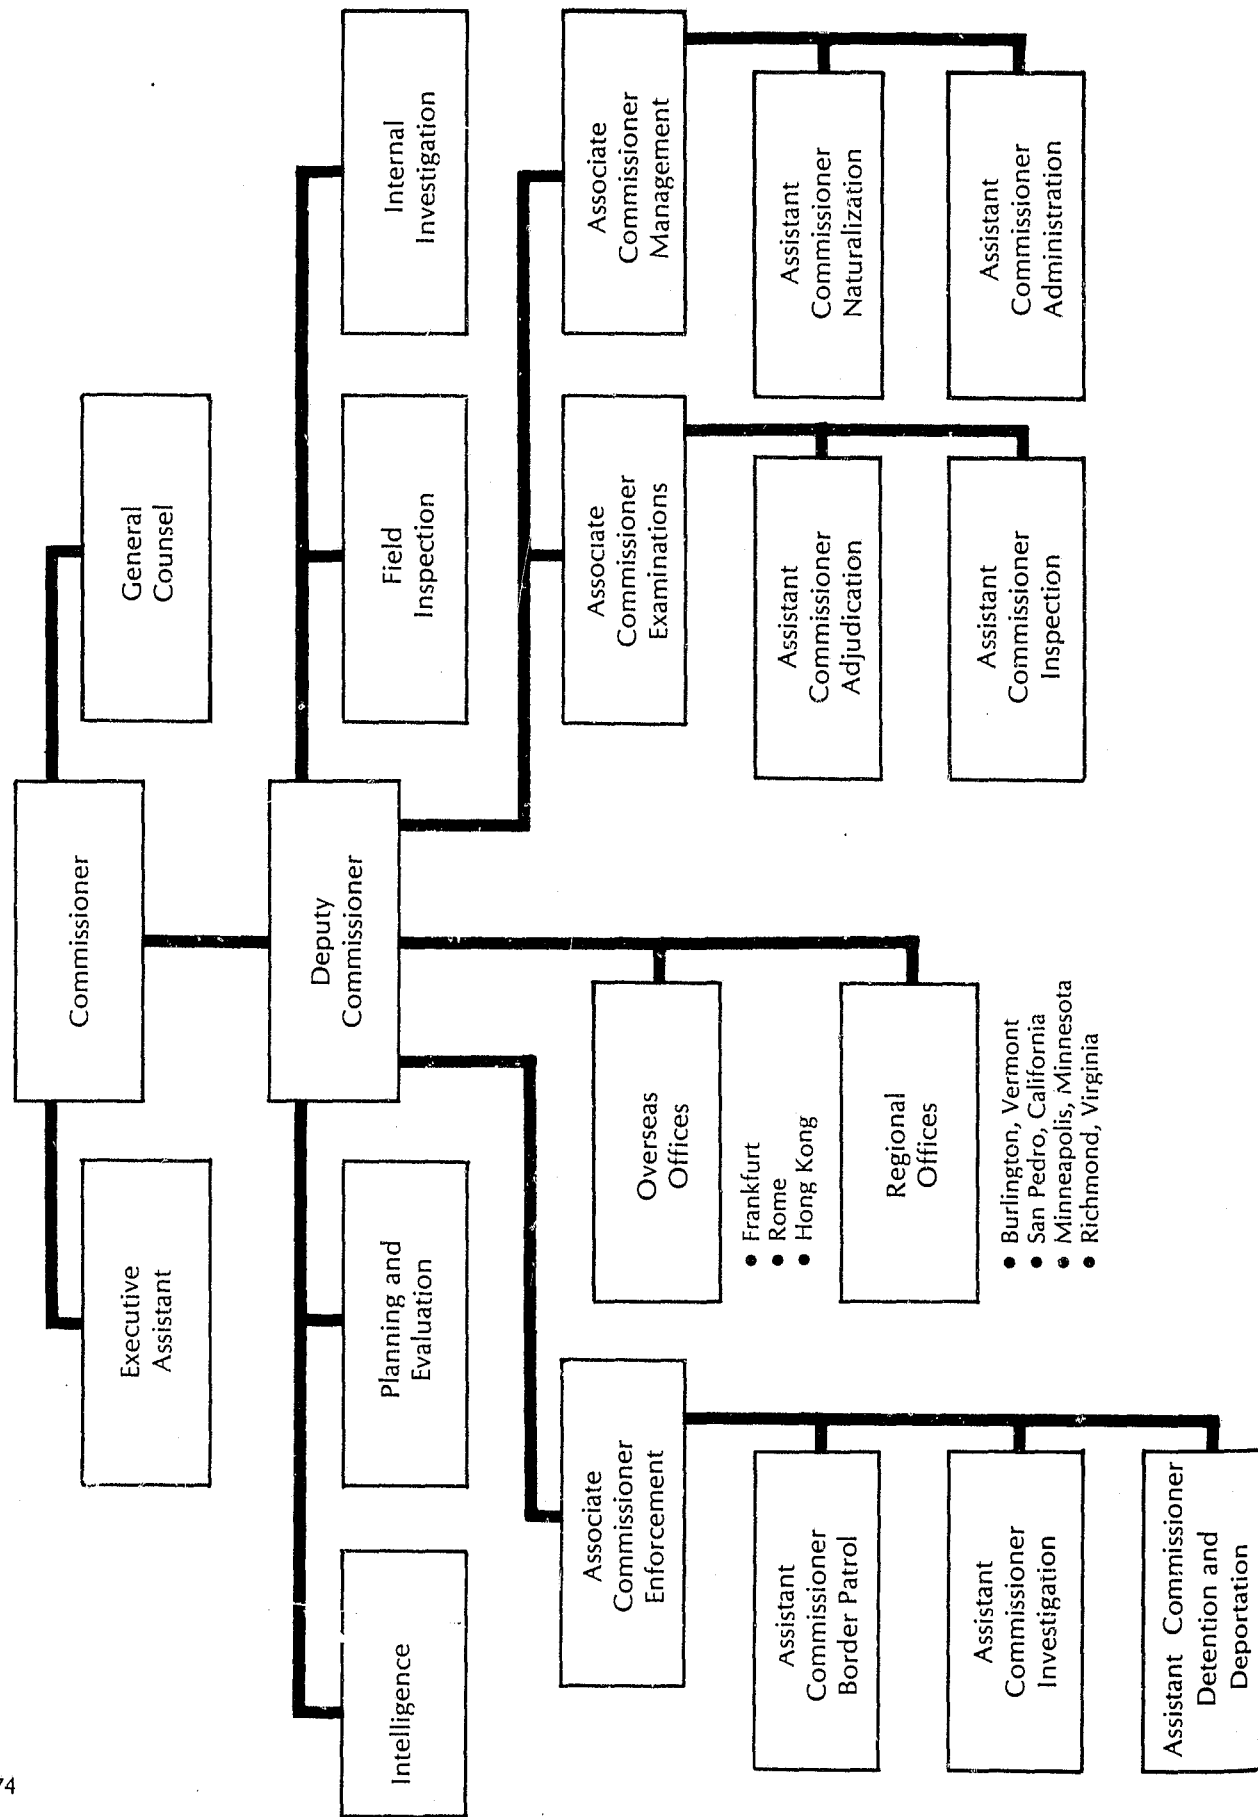 Commissioner
Executive
Assistant
General
Counsel
Deputy
Commissioner
Intelligence
Planning and
Evaluation
Field
Inspection
Internal
Investigation
Associate
Commissioner
Enforcement
Associate
Commissioner
Examinations
Associate
Commissioner
Management
Overseas
Offices
• Frankfurt
• Rome
• Hong Kong
Regional
Offices
• Burlington, Vermont
• San Pedro, California
• Minneapolis, Minnesota
• Richmond, Virginia
Assistant
Commissioner
Border Patrol
Assistant
Commissioner
Investigation
Assistant Commissioner
Detention and
Deportation
Assistant
Commissioner
Adjudication
Assistant
Commissioner
Inspection
Assistant
Commissioner
Naturalization
Assistant
Commissioner
Administration
74